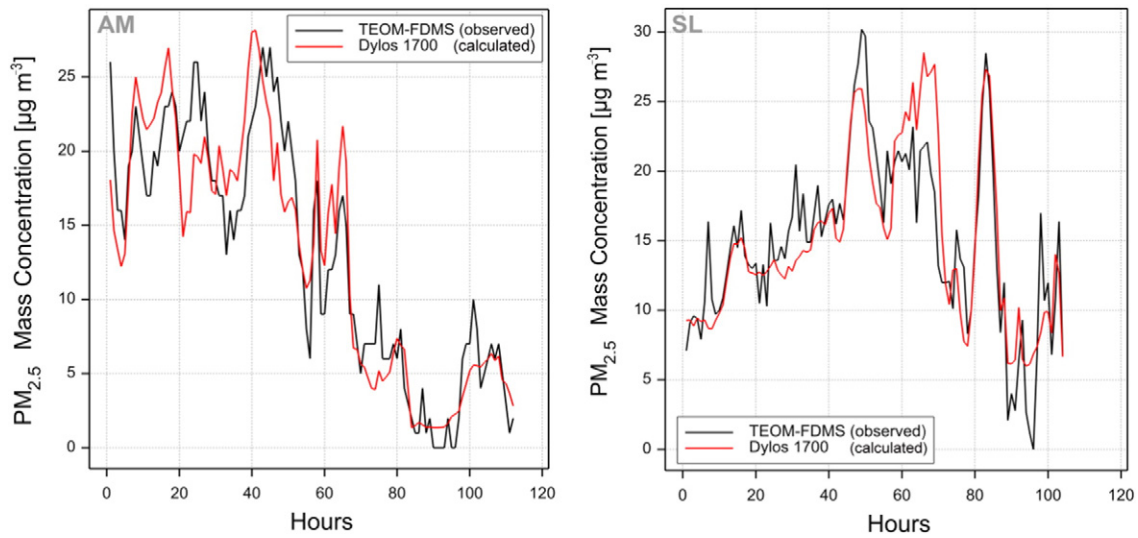 AM
TEOM-FDMS (observed)
Dylos 1700 (calculated)
PM2.5 Mass Concentration [µg m-3]
25
20
15
10
5
0
0 20 40 60 80 100 120
Hours
SL
PM2.5 Mass Concentration [µg m-3]
30
25
20
15
10
5
0
TEOM-FDMS (observed)
Dylos 1700 (calculated)
0 20 40 60 80 100 120
Hours